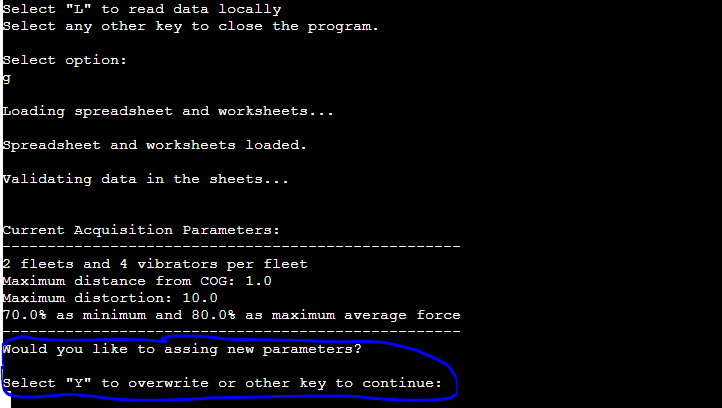 Select "L" to read data locally
Select any other key to close the program.
Select option:
g
Loading spreadsheet and worksheets...
Spreadsheet and worksheets loaded.
Validating data in the sheets...
Current Acquisition Parameters:
---------------------------------------------------
2 fleets and 4 vibrators per fleet
Maximum distance from COG: 1.0
Maximum distortion: 10.0
70.0% as minimum and 80.0% as maximum average force
---------------------------------------------------
Would you like to assing new parameters?
Select "Y" to overwrite or other key to continue: